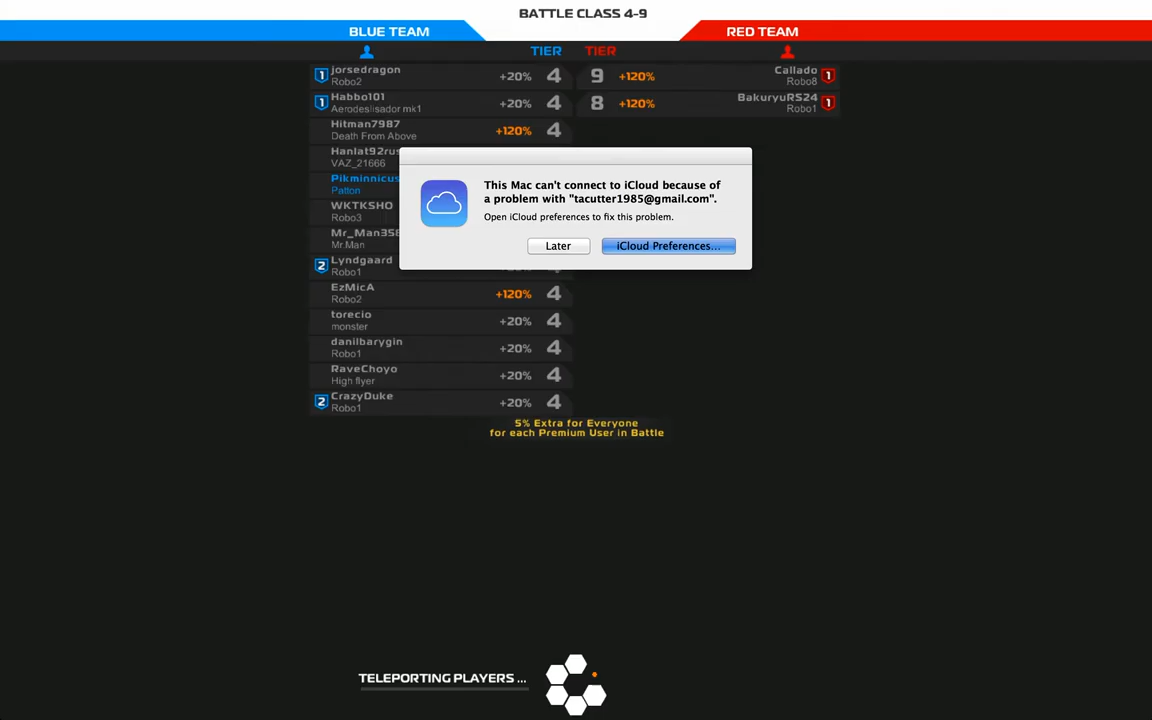 BATTLE CLASS 4-9
BLUE TEAM RED TEAM
TIER TIER
1 jorsedragon +20% 4 9 +120% Callado 1
Robo2 Robo8
1 Habbo101 +20% 4 8 +120% BakuryuRS24 1
Aerodeslisador mk1 Robo1
Hitman7987 +120% 4
Death From Above
Hanlat92rus
VAZ_21666
Pikminnicus
Patton
WKTKSHO
Robo3
Mr_Man358
Mr.Man
2 Lyndgaard
Robo1
EzMicA +120% 4
Robo2
torecio +20% 4
monster
danilbarygin +20% 4
Robo1
RaveChoyo +20% 4
High flyer
2 CrazyDuke +20% 4
Robo1
This Mac can't connect to iCloud because of
a problem with "tacutter1985@gmail.com".
Open iCloud preferences to fix this problem.
Later iCloud Preferences...
5% Extra for Everyone
for each Premium User in Battle
TELEPORTING PLAYERS ...